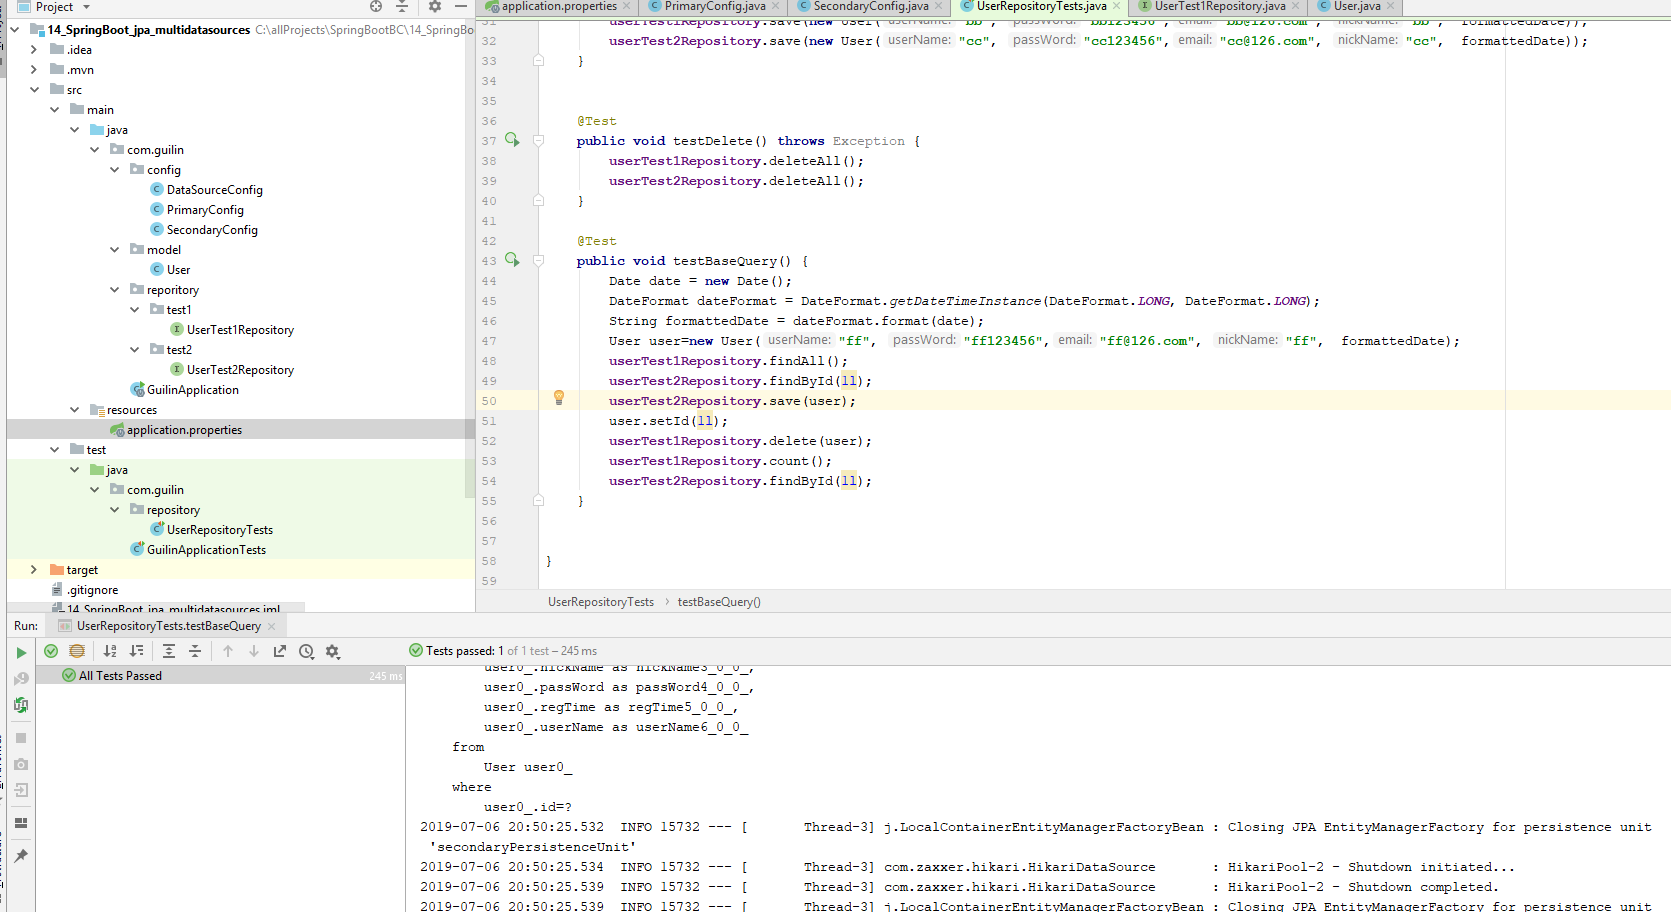 Project
14_SpringBoot_jpa_multidatasources C:\allProjects\SpringBootBC\14_SpringBo
.idea
.mvn
src
main
java
com.guilin
config
DataSourceConfig
PrimaryConfig
SecondaryConfig
model
User
reporitory
test1
UserTest1Repository
test2
UserTest2Repository
GuilinApplication
resources
application.properties
test
java
com.guilin
repository
UserRepositoryTests
GuilinApplicationTests
target
.gitignore
14_SpringBoot_jpa_multidatasources.iml
application.properties PrimaryConfig.java SecondaryConfig.java UserRepositoryTests.java UserTest1Repository.java User.java
31 userTest1Repository.save(new User( userName: "bb", passWord: "bb123456", email: "bb@126.com", nickName: "bb", formattedDate));
32 userTest2Repository.save(new User( userName: "cc", passWord: "cc123456", email: "cc@126.com", nickName: "cc", formattedDate));
33 }
34
35
36 @Test
37 public void testDelete() throws Exception {
38 userTest1Repository.deleteAll();
39 userTest2Repository.deleteAll();
40 }
41
42 @Test
43 public void testBaseQuery() {
44 Date date = new Date();
45 DateFormat dateFormat = DateFormat.getDateTimeInstance(DateFormat.LONG, DateFormat.LONG);
46 String formattedDate = dateFormat.format(date);
47 User user=new User( userName: "ff", passWord: "ff123456", email: "ff@126.com", nickName: "ff", formattedDate);
48 userTest1Repository.findAll();
49 userTest2Repository.findById(1l);
50 userTest2Repository.save(user);
51 user.setId(1l);
52 userTest1Repository.delete(user);
53 userTest1Repository.count();
54 userTest2Repository.findById(1l);
55 }
56
57
58 }
59
UserRepositoryTests › testBaseQuery()
Run: UserRepositoryTests.testBaseQuery
Tests passed: 1 of 1 test – 245 ms
All Tests Passed 245 ms
user0_.nickName as nickName3_0_0_,
user0_.passWord as passWord4_0_0_,
user0_.regTime as regTime5_0_0_,
user0_.userName as userName6_0_0_
from
User user0_
where
user0_.id=?
2019-07-06 20:50:25.532 INFO 15732 --- [ Thread-3] j.LocalContainerEntityManagerFactoryBean : Closing JPA EntityManagerFactory for persistence unit
'secondaryPersistenceUnit'
2019-07-06 20:50:25.534 INFO 15732 --- [ Thread-3] com.zaxxer.hikari.HikariDataSource : HikariPool-2 - Shutdown initiated...
2019-07-06 20:50:25.539 INFO 15732 --- [ Thread-3] com.zaxxer.hikari.HikariDataSource : HikariPool-2 - Shutdown completed.
2019-07-06 20:50:25.539 INFO 15732 --- [ Thread-3] j.LocalContainerEntityManagerFactoryBean : Closing JPA EntityManagerFactory for persistence unit